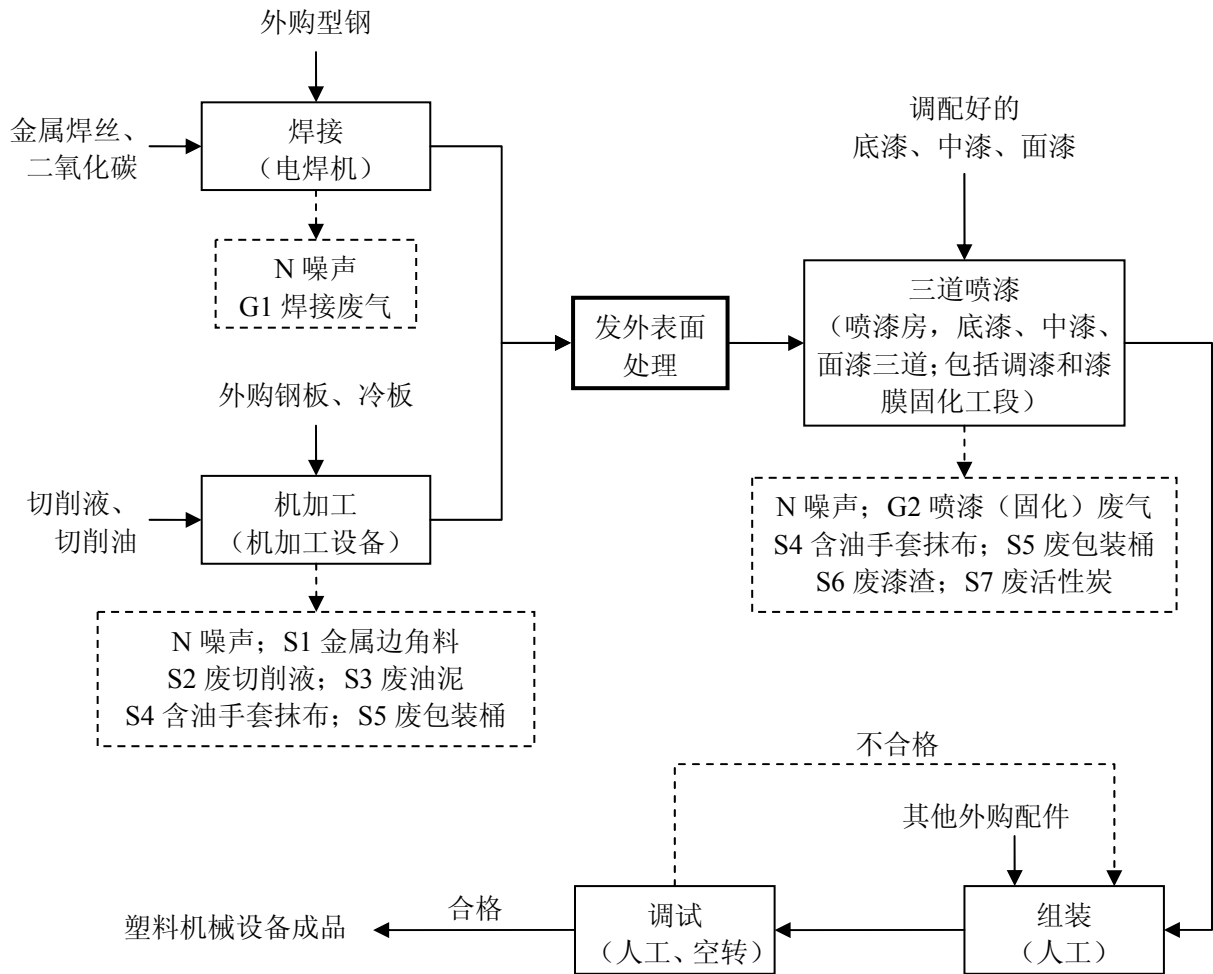 外购型钢
金属焊丝、
二氧化碳
焊接
（电焊机）
N 噪声
G1 焊接废气
外购钢板、冷板
切削液、
切削油
机加工
（机加工设备）
N 噪声；S1 金属边角料
S2 废切削液；S3 废油泥
S4 含油手套抹布；S5 废包装桶
发外表面
处理
调配好的
底漆、中漆、面漆
三道喷漆
（喷漆房，底漆、中漆、
面漆三道；包括调漆和漆
膜固化工段）
N 噪声；G2 喷漆（固化）废气
S4 含油手套抹布；S5 废包装桶
S6 废漆渣；S7 废活性炭
不合格
其他外购配件
组装
（人工）
调试
（人工、空转）
合格
塑料机械设备成品